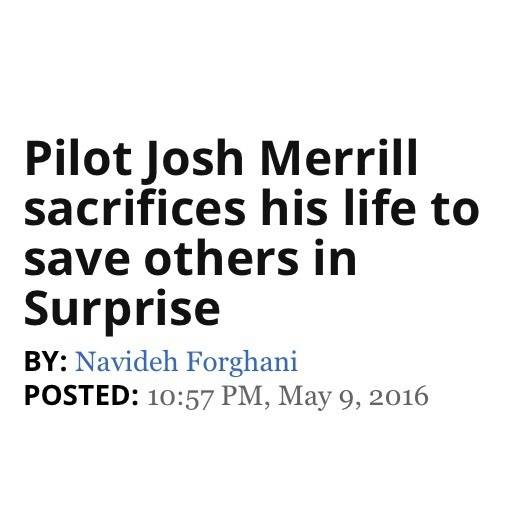 Pilot Josh Merrill
sacrifices his life to
save others in
Surprise
BY: Navideh Forghani
POSTED: 10:57 PM, May 9, 2016